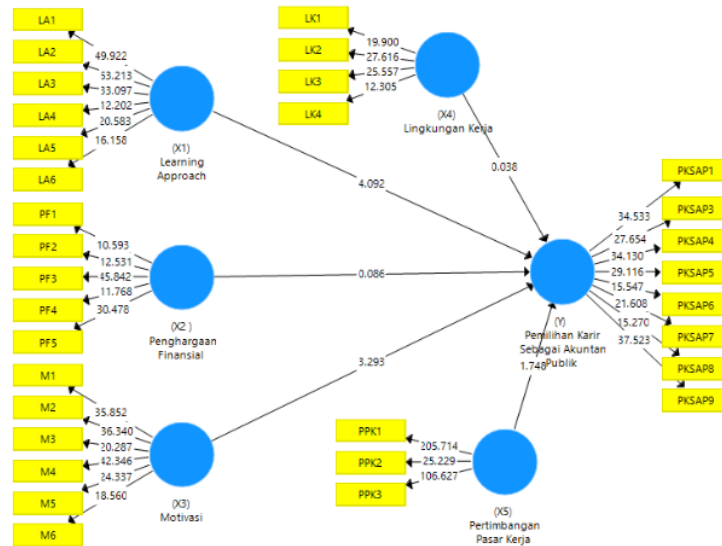 LA1
LA2
LA3
LA4
LA5
LA6
49.922
53.213
33.097
12.202
20.583
16.158
(X1)
Learning
Approach
LK1
LK2
LK3
LK4
19.900
27.616
25.557
12.305
(X4)
Lingkungan Kerja
0.038
4.092
PF1
PF2
PF3
PF4
PF5
10.593
12.531
45.842
11.768
30.478
(X2 )
Penghargaan
Finansial
0.086
M1
M2
M3
M4
M5
M6
35.852
36.340
20.287
42.346
24.337
18.560
(X3)
Motivasi
3.293
PPK1
PPK2
PPK3
205.714
25.229
106.627
(X5)
Pertimbangan
Pasar Kerja
1.748
(Y)
Pemilihan Karir
Sebagai Akuntan
Publik
34.533
27.654
34.130
29.116
15.547
21.608
15.270
37.523
PKSAP1
PKSAP3
PKSAP4
PKSAP5
PKSAP6
PKSAP7
PKSAP8
PKSAP9